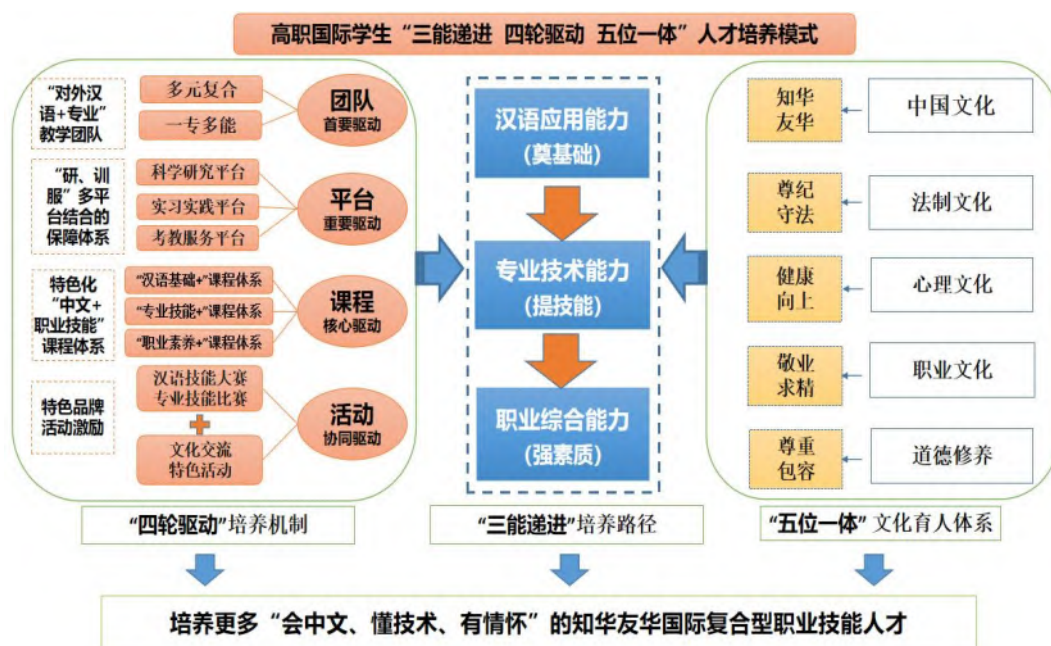 高职国际学生“三能递进 四轮驱动 五位一体”人才培养模式
“对外汉
语+专业”
教学团队
多元复合
一专多能
团队
首要驱动
“研、训
服”多平
台结合的
保障体系
科学研究平台
实习实践平台
考教服务平台
平台
重要驱动
特色化
“中文+
职业技能”
课程体系
“汉语基础+”课程体系
“专业技能+”课程体系
“职业素养+”课程体系
课程
核心驱动
特色品牌
活动激励
汉语技能大赛
专业技能比赛
文化交流
特色活动
活动
协同驱动
“四轮驱动”培养机制
汉语应用能力
(奠基础)
专业技术能力
(提技能)
职业综合能力
(强素质)
“三能递进”培养路径
知华
友华
中国文化
尊纪
守法
法制文化
健康
向上
心理文化
敬业
求精
职业文化
尊重
包容
道德修养
“五位一体”文化育人体系
培养更多“会中文、懂技术、有情怀”的知华友华国际复合型职业技能人才